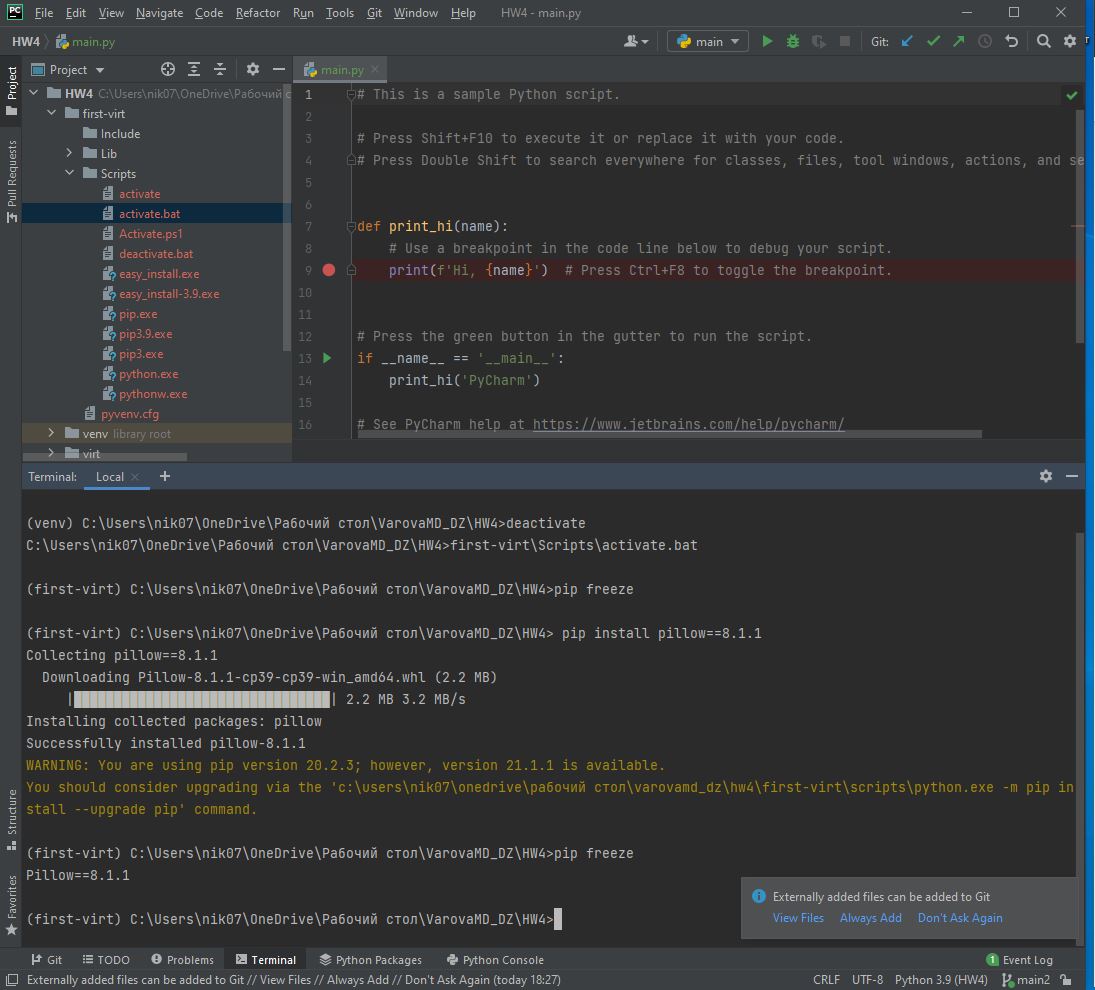 PC File Edit View Navigate Code Refactor Run Tools Git Window Help HW4 - main.py
HW4 main.py main Git:
Project
Pull Requests
Structure
Favorites
Project
HW4 C:\Users\nik07\OneDrive\Рабочий с
first-virt
Include
Lib
Scripts
activate
activate.bat
Activate.ps1
deactivate.bat
easy_install.exe
easy_install-3.9.exe
pip.exe
pip3.9.exe
pip3.exe
python.exe
pythonw.exe
pyvenv.cfg
venv library root
virt
main.py
1 # This is a sample Python script.
2
3 # Press Shift+F10 to execute it or replace it with your code.
4 # Press Double Shift to search everywhere for classes, files, tool windows, actions, and se
5
6
7 def print_hi(name):
8 # Use a breakpoint in the code line below to debug your script.
9 print(f'Hi, {name}') # Press Ctrl+F8 to toggle the breakpoint.
10
11
12 # Press the green button in the gutter to run the script.
13 if __name__ == '__main__':
14 print_hi('PyCharm')
15
16 # See PyCharm help at https://www.jetbrains.com/help/pycharm/
Terminal: Local
(venv) C:\Users\nik07\OneDrive\Рабочий стол\VarovaMD_DZ\HW4>deactivate
C:\Users\nik07\OneDrive\Рабочий стол\VarovaMD_DZ\HW4>first-virt\Scripts\activate.bat
(first-virt) C:\Users\nik07\OneDrive\Рабочий стол\VarovaMD_DZ\HW4>pip freeze
(first-virt) C:\Users\nik07\OneDrive\Рабочий стол\VarovaMD_DZ\HW4> pip install pillow==8.1.1
Collecting pillow==8.1.1
Downloading Pillow-8.1.1-cp39-cp39-win_amd64.whl (2.2 MB)
| | 2.2 MB 3.2 MB/s
Installing collected packages: pillow
Successfully installed pillow-8.1.1
WARNING: You are using pip version 20.2.3; however, version 21.1.1 is available.
You should consider upgrading via the 'c:\users\nik07\onedrive\рабочий стол\varovamd_dz\hw4\first-virt\scripts\python.exe -m pip in
stall --upgrade pip' command.
(first-virt) C:\Users\nik07\OneDrive\Рабочий стол\VarovaMD_DZ\HW4>pip freeze
Pillow==8.1.1
(first-virt) C:\Users\nik07\OneDrive\Рабочий стол\VarovaMD_DZ\HW4>
Externally added files can be added to Git
View Files Always Add Don't Ask Again
Git TODO Problems Terminal Python Packages Python Console 1 Event Log
Externally added files can be added to Git // View Files // Always Add // Don't Ask Again (today 18:27) CRLF UTF-8 Python 3.9 (HW4) main2